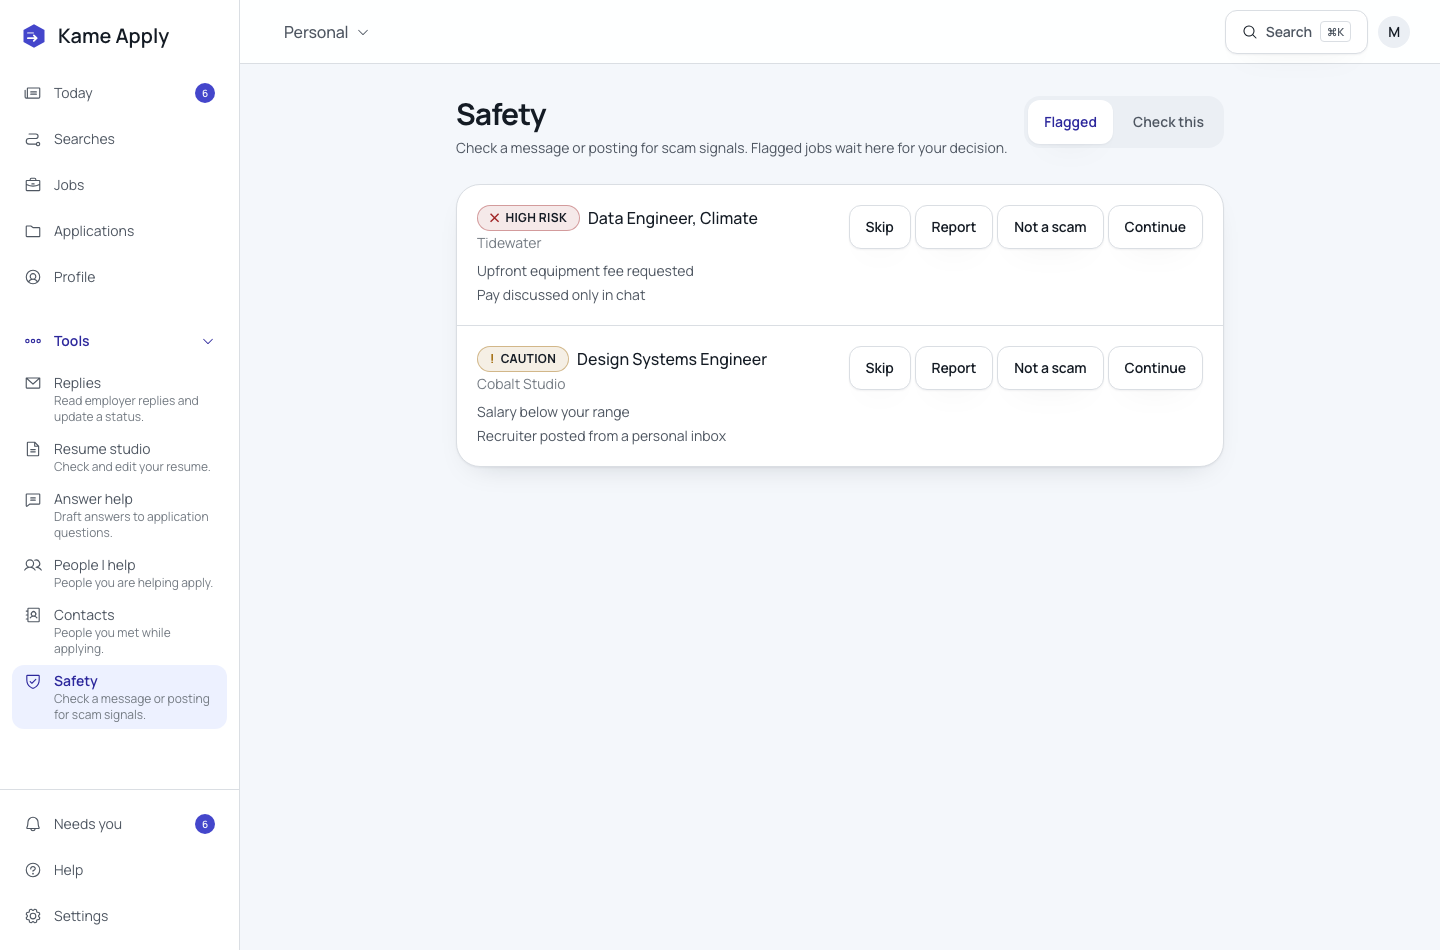 Kame Apply
Personal
Search ⌘K
M
Today 6
Searches
Jobs
Applications
Profile
Tools
Replies
Read employer replies and
update a status.
Resume studio
Check and edit your resume.
Answer help
Draft answers to application
questions.
People I help
People you are helping apply.
Contacts
People you met while
applying.
Safety
Check a message or posting
for scam signals.
Needs you 6
Help
Settings
Safety
Check a message or posting for scam signals. Flagged jobs wait here for your decision.
Flagged Check this
HIGH RISK Data Engineer, Climate
Tidewater
Upfront equipment fee requested
Pay discussed only in chat
Skip Report Not a scam Continue
! CAUTION Design Systems Engineer
Cobalt Studio
Salary below your range
Recruiter posted from a personal inbox
Skip Report Not a scam Continue